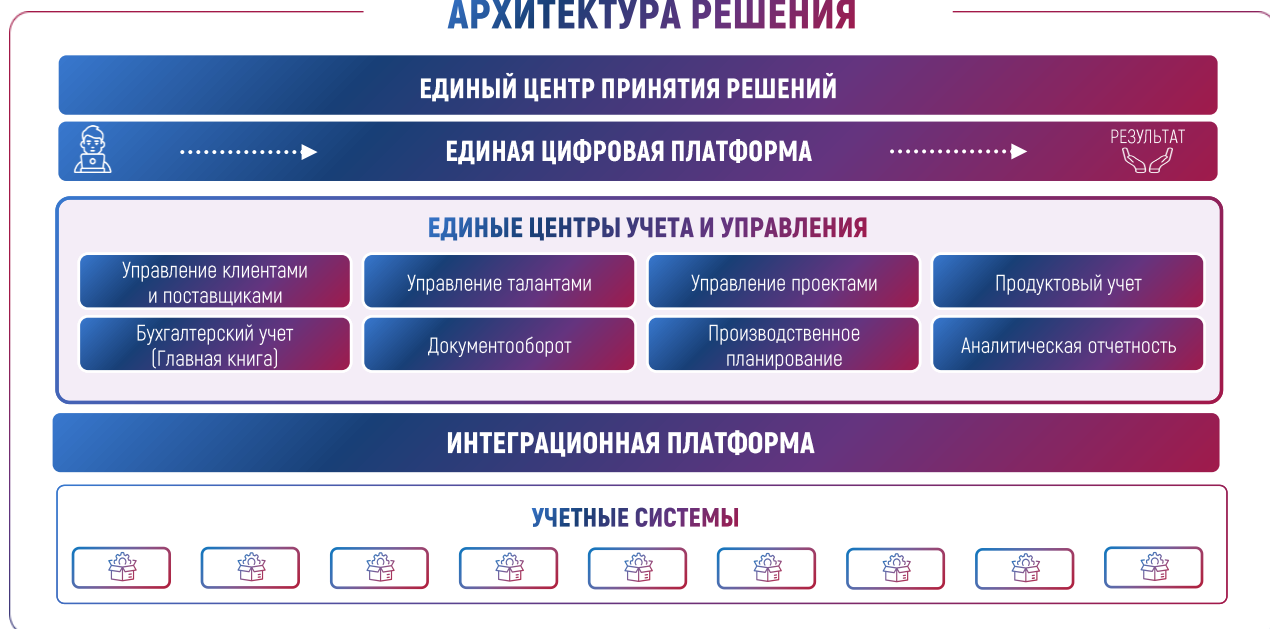 АРХИТЕКТУРА РЕШЕНИЯ
ЕДИНЫЙ ЦЕНТР ПРИНЯТИЯ РЕШЕНИЙ
ЕДИНАЯ ЦИФРОВАЯ ПЛАТФОРМА
РЕЗУЛЬТАТ
ЕДИНЫЕ ЦЕНТРЫ УЧЕТА И УПРАВЛЕНИЯ
Управление клиентами
и поставщиками
Управление талантами
Управление проектами
Продуктовый учет
Бухгалтерский учет
(Главная книга)
Документооборот
Производственное
планирование
Аналитическая отчетность
ИНТЕГРАЦИОННАЯ ПЛАТФОРМА
УЧЕТНЫЕ СИСТЕМЫ